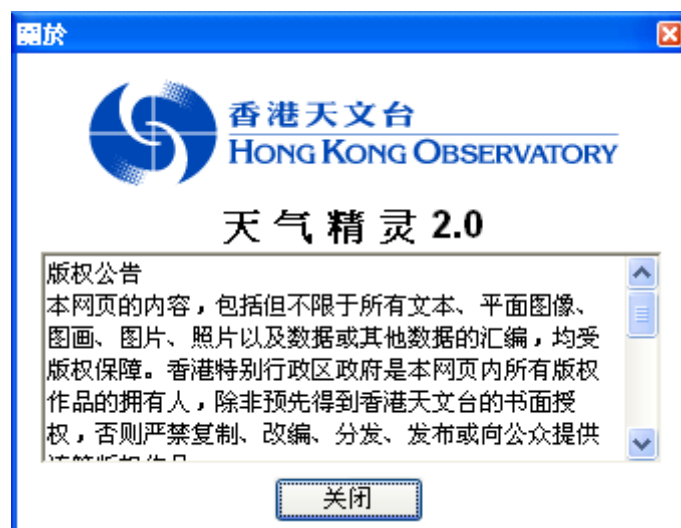 關於
香港天文台
HONG KONG OBSERVATORY
天气精灵 2.0
版权公告
本网页的内容，包括但不限于所有文本、平面图像、
图画、图片、照片以及数据或其他数据的汇编，均受
版权保障。香港特别行政区政府是本网页内所有版权
作品的拥有人，除非预先得到香港天文台的书面授
权，否则严禁复制、改编、分发、发布或向公众提供
关闭